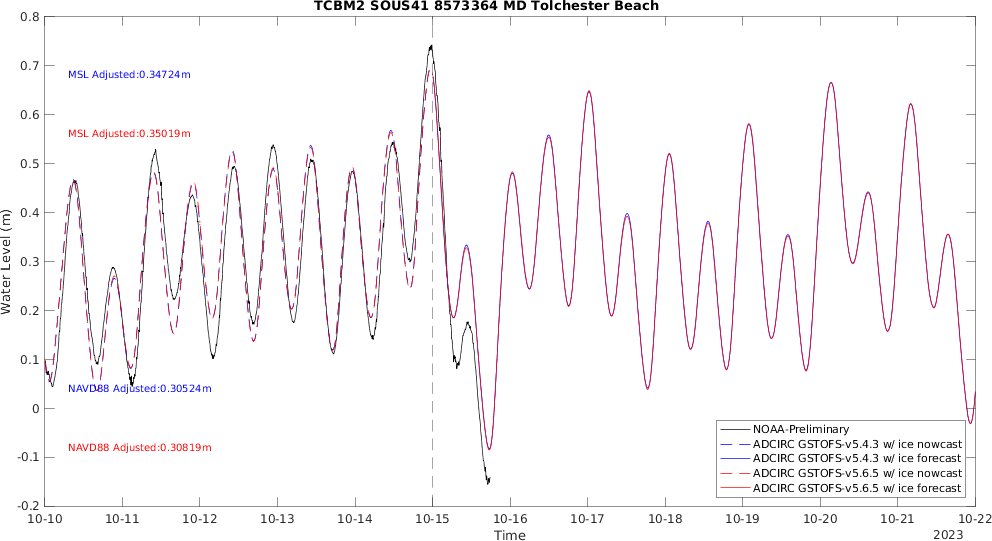 TCBM2 SOUS41 8573364 MD Tolchester Beach
0.8
0.7
0.6
0.5
0.4
0.3
0.2
0.1
0
-0.1
-0.2
Water Level (m)
MSL Adjusted:0.34724m
MSL Adjusted:0.35019m
NAVD88 Adjusted:0.30524m
NAVD88 Adjusted:0.30819m
NOAA-Preliminary
ADCIRC GSTOFS-v5.4.3 w/ ice nowcast
ADCIRC GSTOFS-v5.4.3 w/ ice forecast
ADCIRC GSTOFS-v5.6.5 w/ ice nowcast
ADCIRC GSTOFS-v5.6.5 w/ ice forecast
10-10 10-11 10-12 10-13 10-14 10-15 10-16 10-17 10-18 10-19 10-20 10-21 10-22
Time
2023